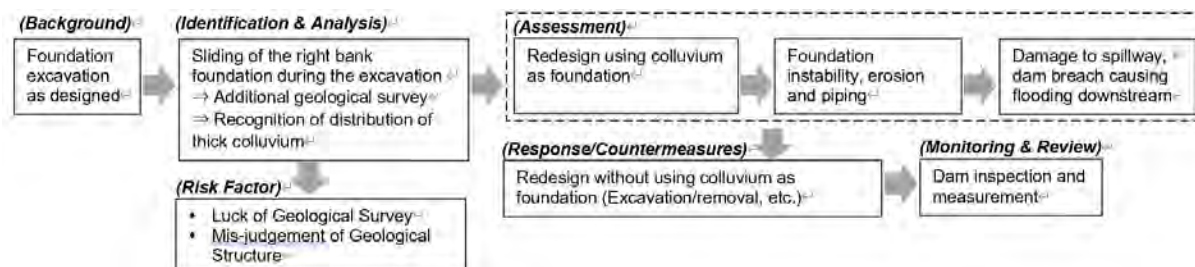 (Background)
Foundation
excavation
as designed
(Identification & Analysis)
Sliding of the right bank
foundation during the excavation
⇒ Additional geological survey
⇒ Recognition of distribution of
thick colluvium
(Risk Factor)
• Luck of Geological Survey
• Mis-judgement of Geological
Structure
(Assessment)
Redesign using colluvium
as foundation
Foundation
instability, erosion
and piping
Damage to spillway,
dam breach causing
flooding downstream
(Response/Countermeasures)
Redesign without using colluvium as
foundation (Excavation/removal, etc.)
(Monitoring & Review)
Dam inspection and
measurement